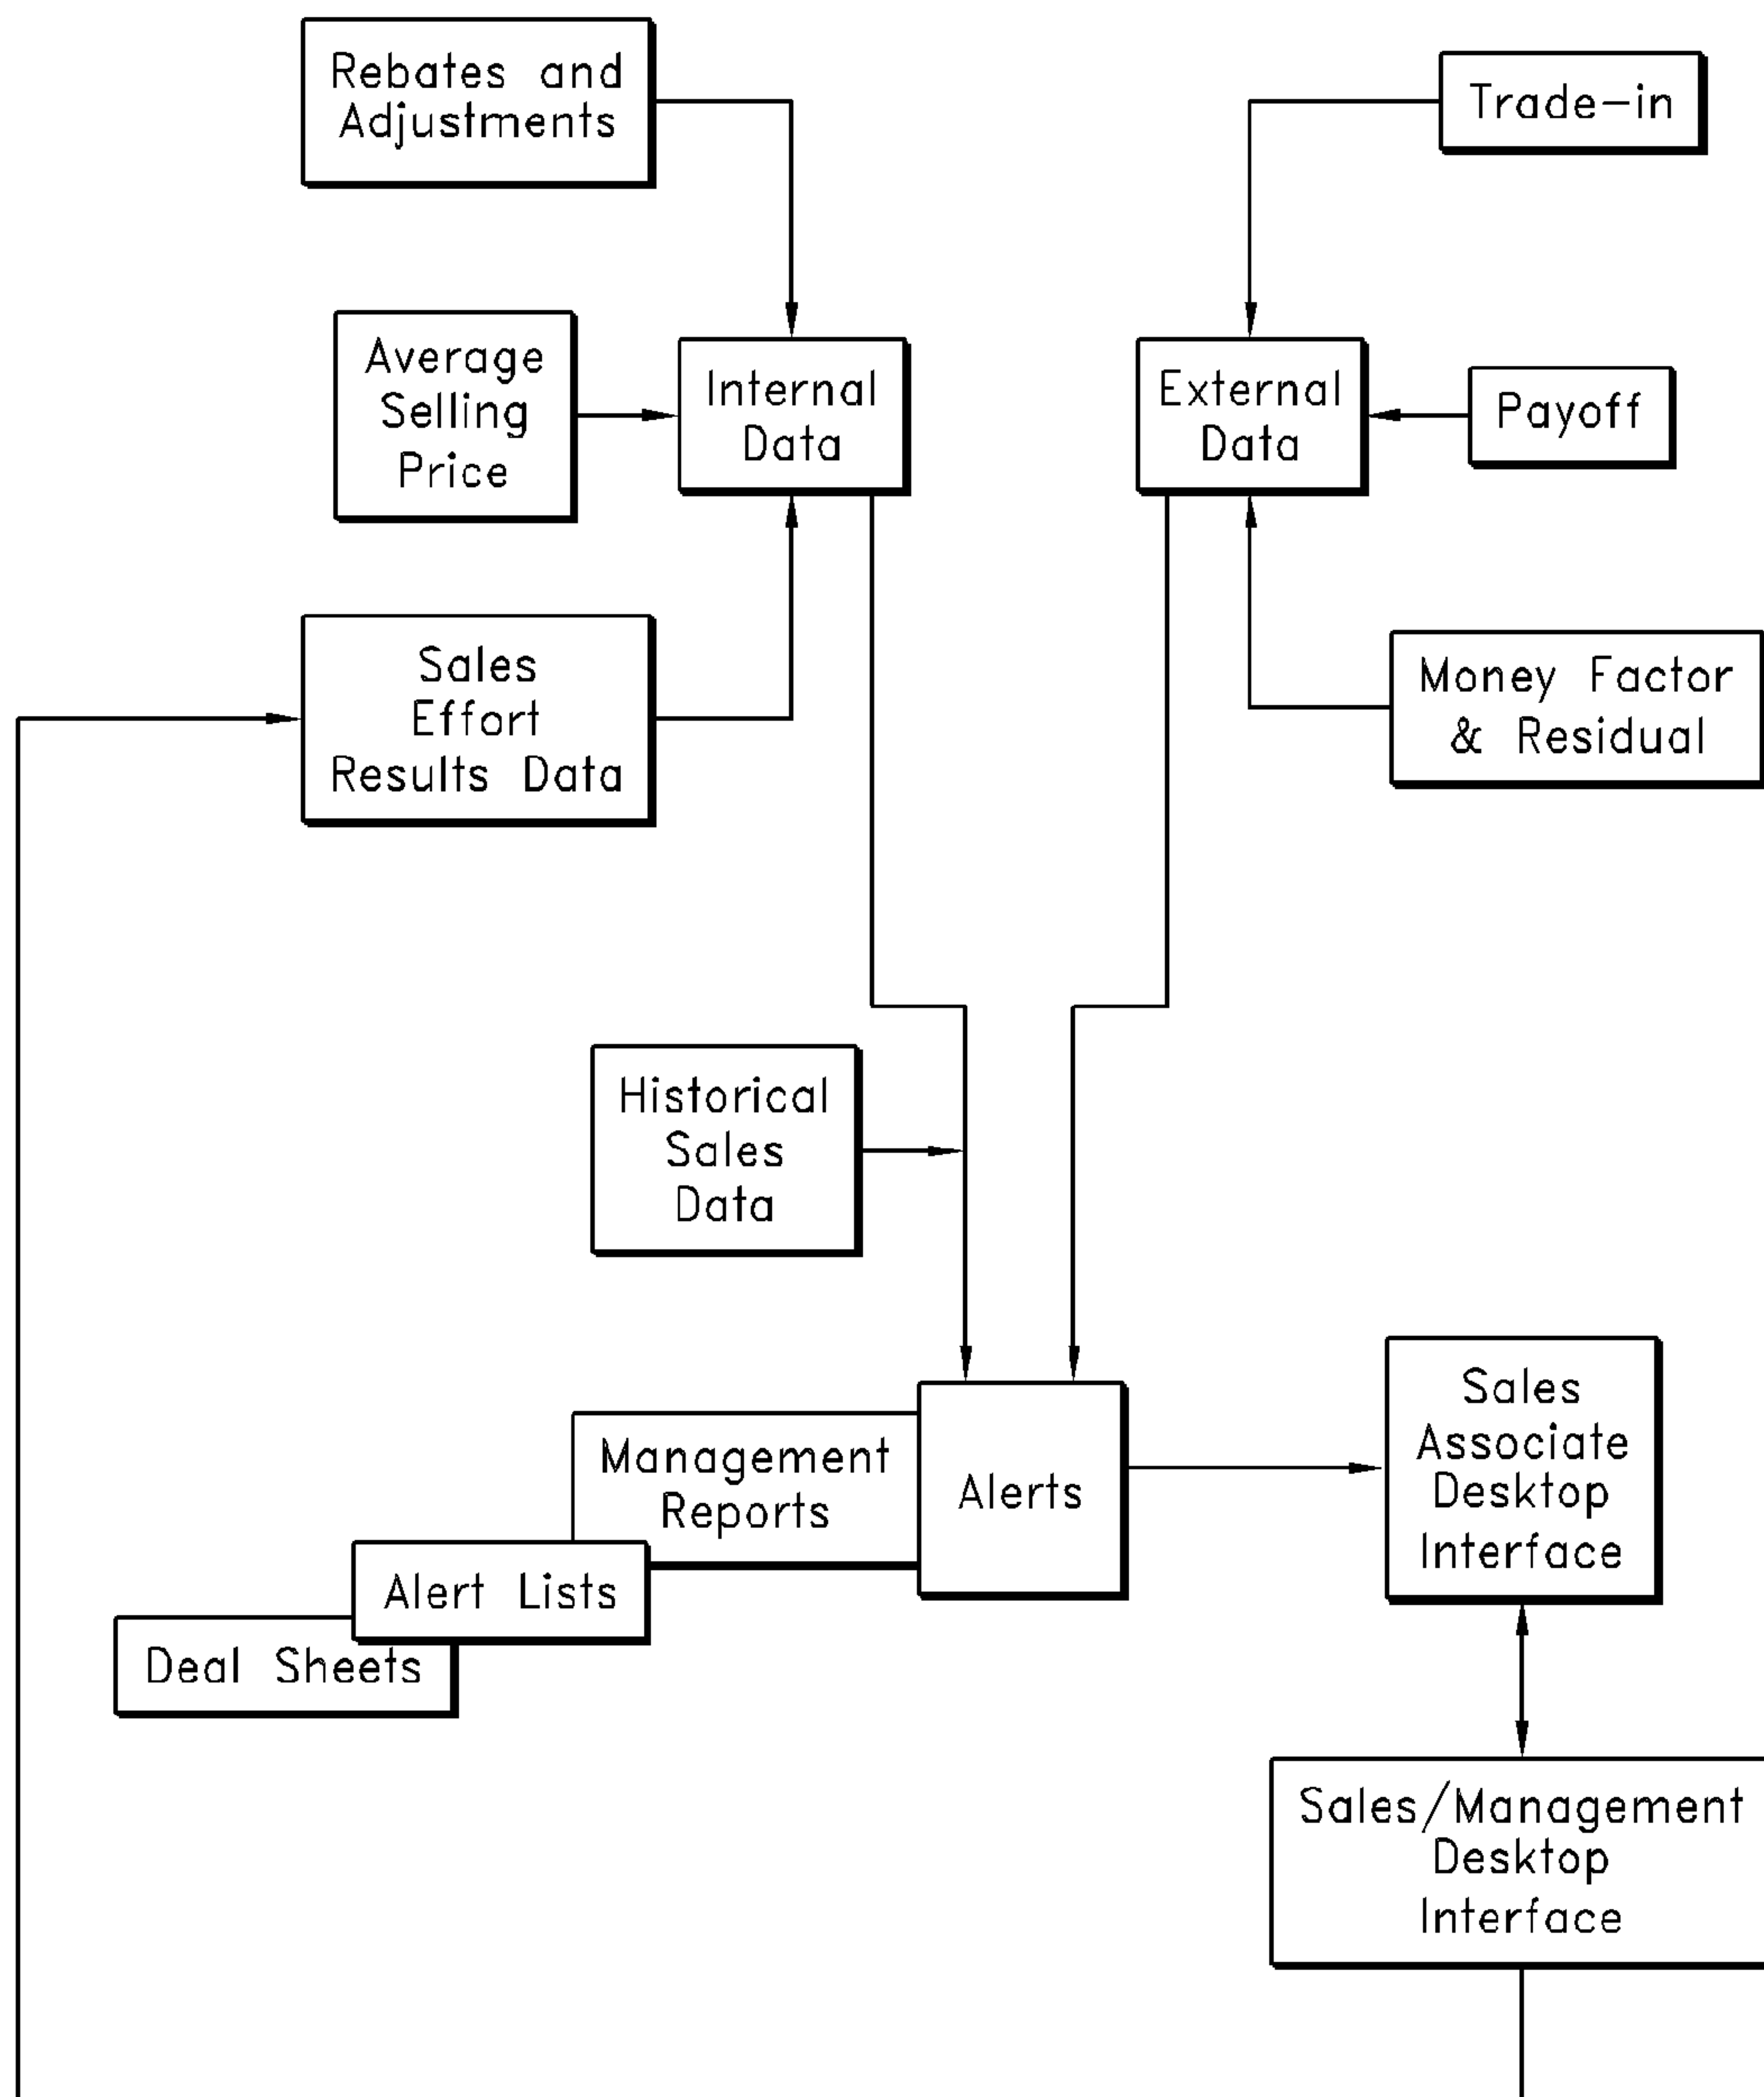 Rebates and
Adjustments
Trade-in
Average
Selling
Price
Internal
Data
External
Data
Payoff
Sales
Effort
Results Data
Money Factor
& Residual
Historical
Sales
Data
Management
Reports
Alerts
Sales
Associate
Desktop
Interface
Alert Lists
Deal Sheets
Sales/Management
Desktop
Interface